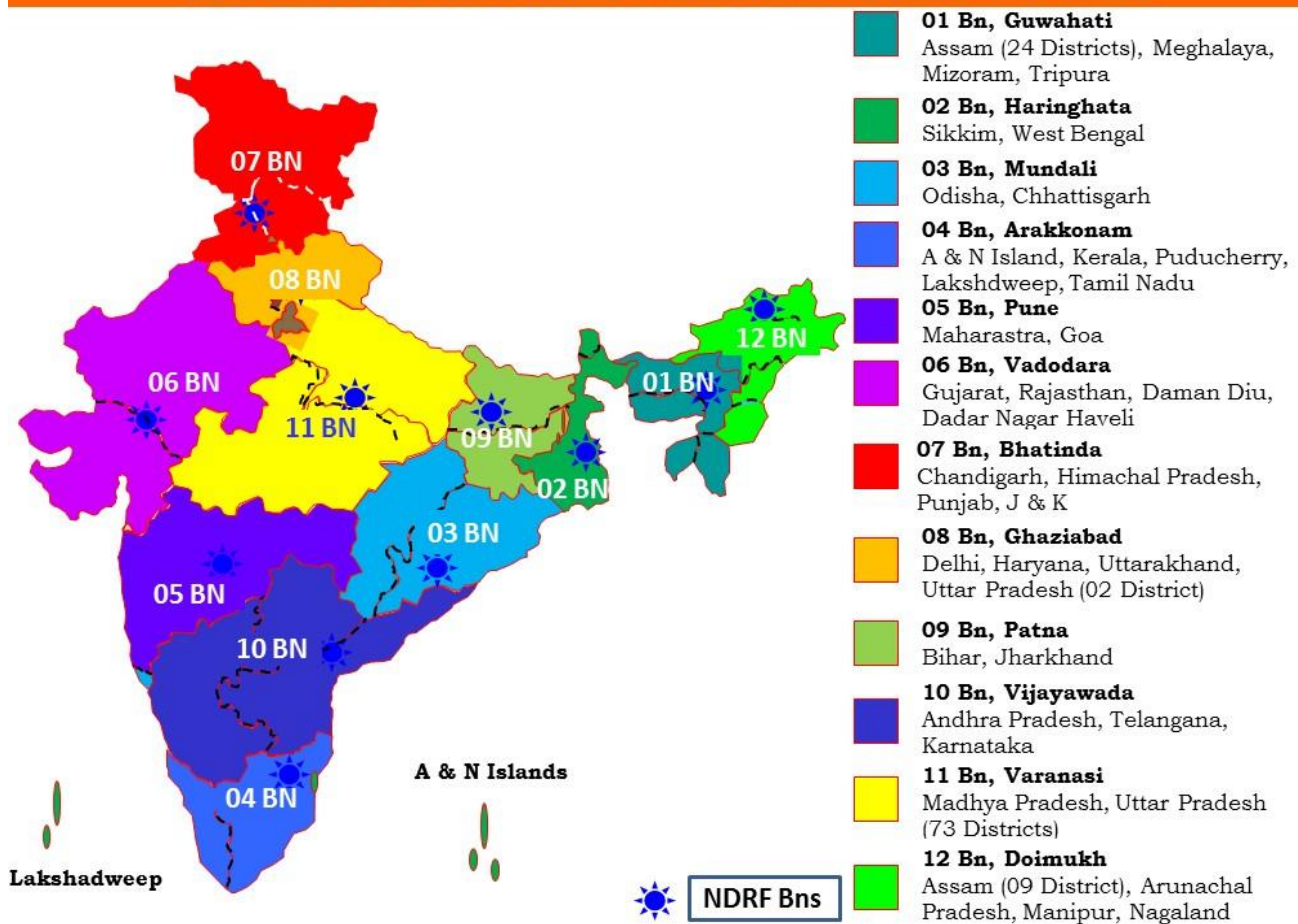 07 BN
08 BN
06 BN
11 BN
09 BN
02 BN
01 BN
12 BN
03 BN
05 BN
10 BN
04 BN
A & N Islands
Lakshadweep
NDRF Bns
01 Bn, Guwahati
Assam (24 Districts), Meghalaya,
Mizoram, Tripura
02 Bn, Haringhata
Sikkim, West Bengal
03 Bn, Mundali
Odisha, Chhattisgarh
04 Bn, Arakkonam
A & N Island, Kerala, Puducherry,
Lakshdweep, Tamil Nadu
05 Bn, Pune
Maharastra, Goa
06 Bn, Vadodara
Gujarat, Rajasthan, Daman Diu,
Dadar Nagar Haveli
07 Bn, Bhatinda
Chandigarh, Himachal Pradesh,
Punjab, J & K
08 Bn, Ghaziabad
Delhi, Haryana, Uttarakhand,
Uttar Pradesh (02 District)
09 Bn, Patna
Bihar, Jharkhand
10 Bn, Vijayawada
Andhra Pradesh, Telangana,
Karnataka
11 Bn, Varanasi
Madhya Pradesh, Uttar Pradesh
(73 Districts)
12 Bn, Doimukh
Assam (09 District), Arunachal
Pradesh, Manipur, Nagaland